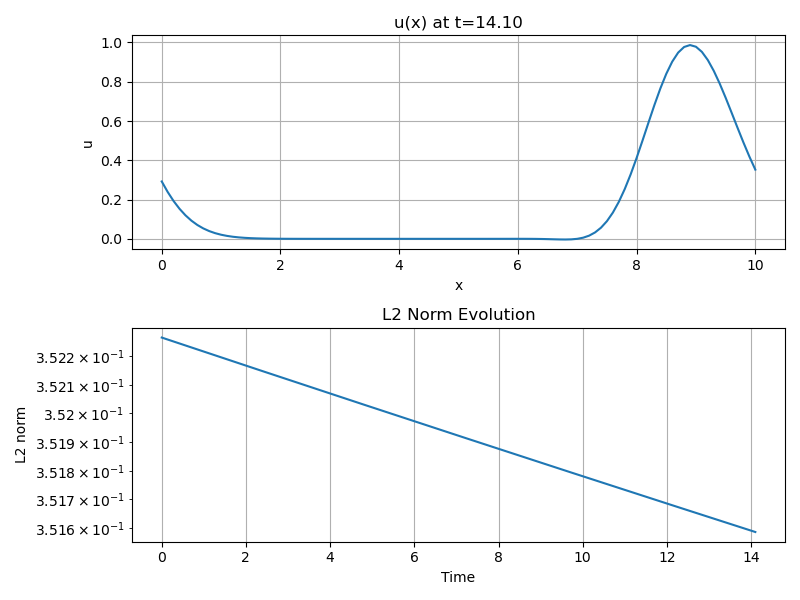 u(x) at t=14.10
1.0
0.8
0.6
0.4
0.2
0.0
u
0 2 4 6 8 10
x
L2 Norm Evolution
3.522 × 10⁻¹
3.521 × 10⁻¹
3.52 × 10⁻¹
3.519 × 10⁻¹
3.518 × 10⁻¹
3.517 × 10⁻¹
3.516 × 10⁻¹
L2 norm
0 2 4 6 8 10 12 14
Time